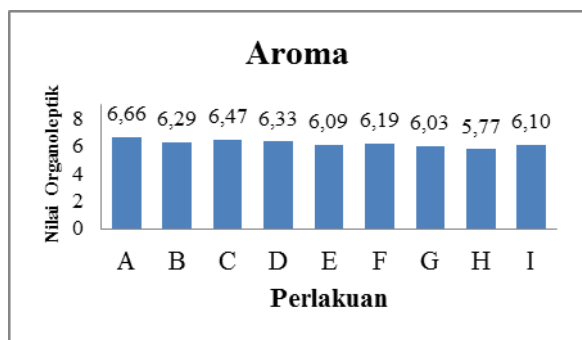 Aroma
6,66 6,29 6,47 6,33 6,09 6,19 6,03 5,77 6,10
8
6
4
2
0
Nilai Organoleptik
A B C D E F G H I
Perlakuan